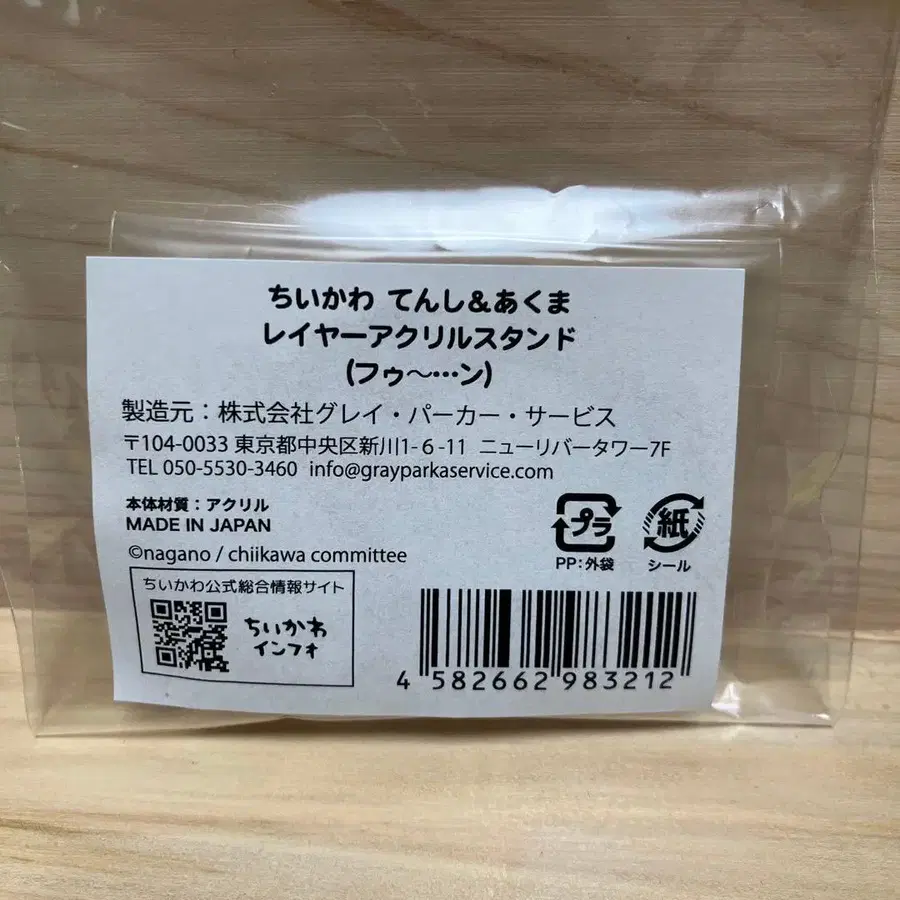 ちいかわ てんし&あくま
レイヤーアクリルスタンド
(フゥ〜…ン)
製造元：株式会社グレイ・パーカー・サービス
〒104-0033 東京都中央区新川1-6-11 ニューリバータワー7F
TEL 050-5530-3460 info@grayparkaservice.com
本体材質：アクリル
MADE IN JAPAN
©nagano / chiikawa committee
プラ
PP:外袋
紙
シール
ちいかわ公式総合情報サイト
ちいかわ
インフォ
4 582662 983212